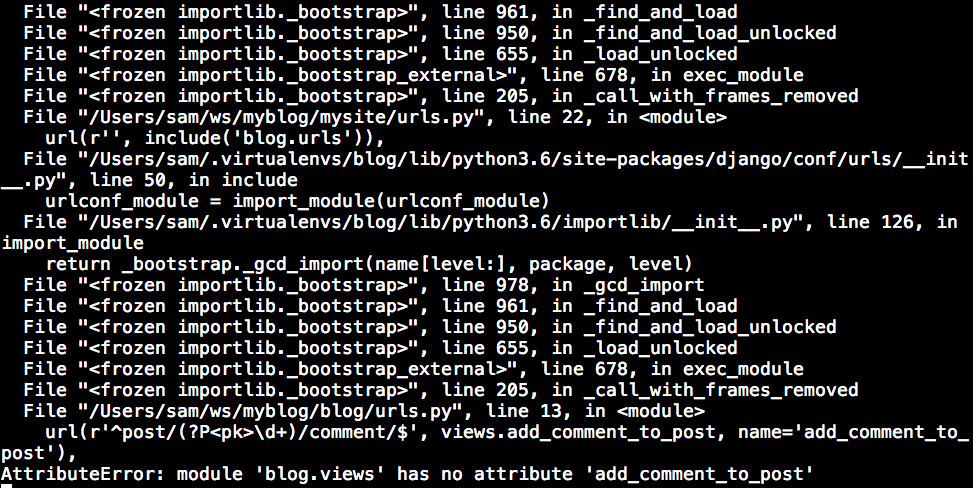 File "<frozen importlib._bootstrap>", line 961, in _find_and_load
  File "<frozen importlib._bootstrap>", line 950, in _find_and_load_unlocked
  File "<frozen importlib._bootstrap>", line 655, in _load_unlocked
  File "<frozen importlib._bootstrap_external>", line 678, in exec_module
  File "<frozen importlib._bootstrap>", line 205, in _call_with_frames_removed
  File "/Users/sam/ws/myblog/mysite/urls.py", line 22, in <module>
    url(r'', include('blog.urls')),
  File "/Users/sam/.virtualenvs/blog/lib/python3.6/site-packages/django/conf/urls/__init
__.py", line 50, in include
    urlconf_module = import_module(urlconf_module)
  File "/Users/sam/.virtualenvs/blog/lib/python3.6/importlib/__init__.py", line 126, in
import_module
    return _bootstrap._gcd_import(name[level:], package, level)
  File "<frozen importlib._bootstrap>", line 978, in _gcd_import
  File "<frozen importlib._bootstrap>", line 961, in _find_and_load
  File "<frozen importlib._bootstrap>", line 950, in _find_and_load_unlocked
  File "<frozen importlib._bootstrap>", line 655, in _load_unlocked
  File "<frozen importlib._bootstrap_external>", line 678, in exec_module
  File "<frozen importlib._bootstrap>", line 205, in _call_with_frames_removed
  File "/Users/sam/ws/myblog/blog/urls.py", line 13, in <module>
    url(r'^post/(?P<pk>\d+)/comment/$', views.add_comment_to_post, name='add_comment_to_
post'),
AttributeError: module 'blog.views' has no attribute 'add_comment_to_post'